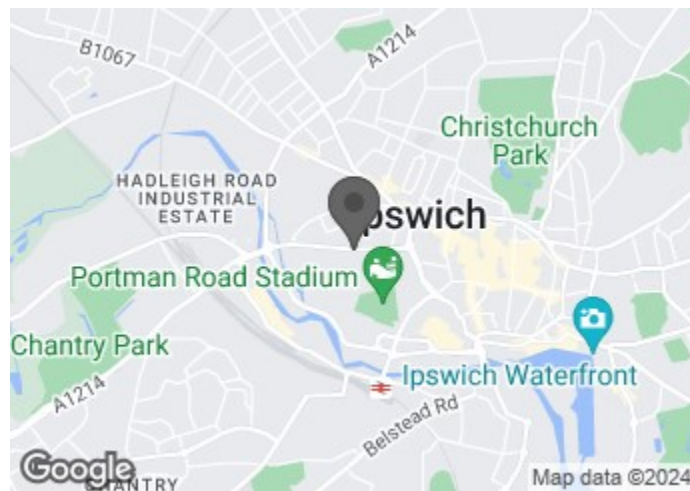 A1214
B1067
Christchurch
Park
HADLEIGH ROAD
INDUSTRIAL
ESTATE
pswich
Portman Road Stadium
Chantry Park
Ipswich Waterfront
A1214
Belstead Rd
Google
CHANTRY
Map data ©2024